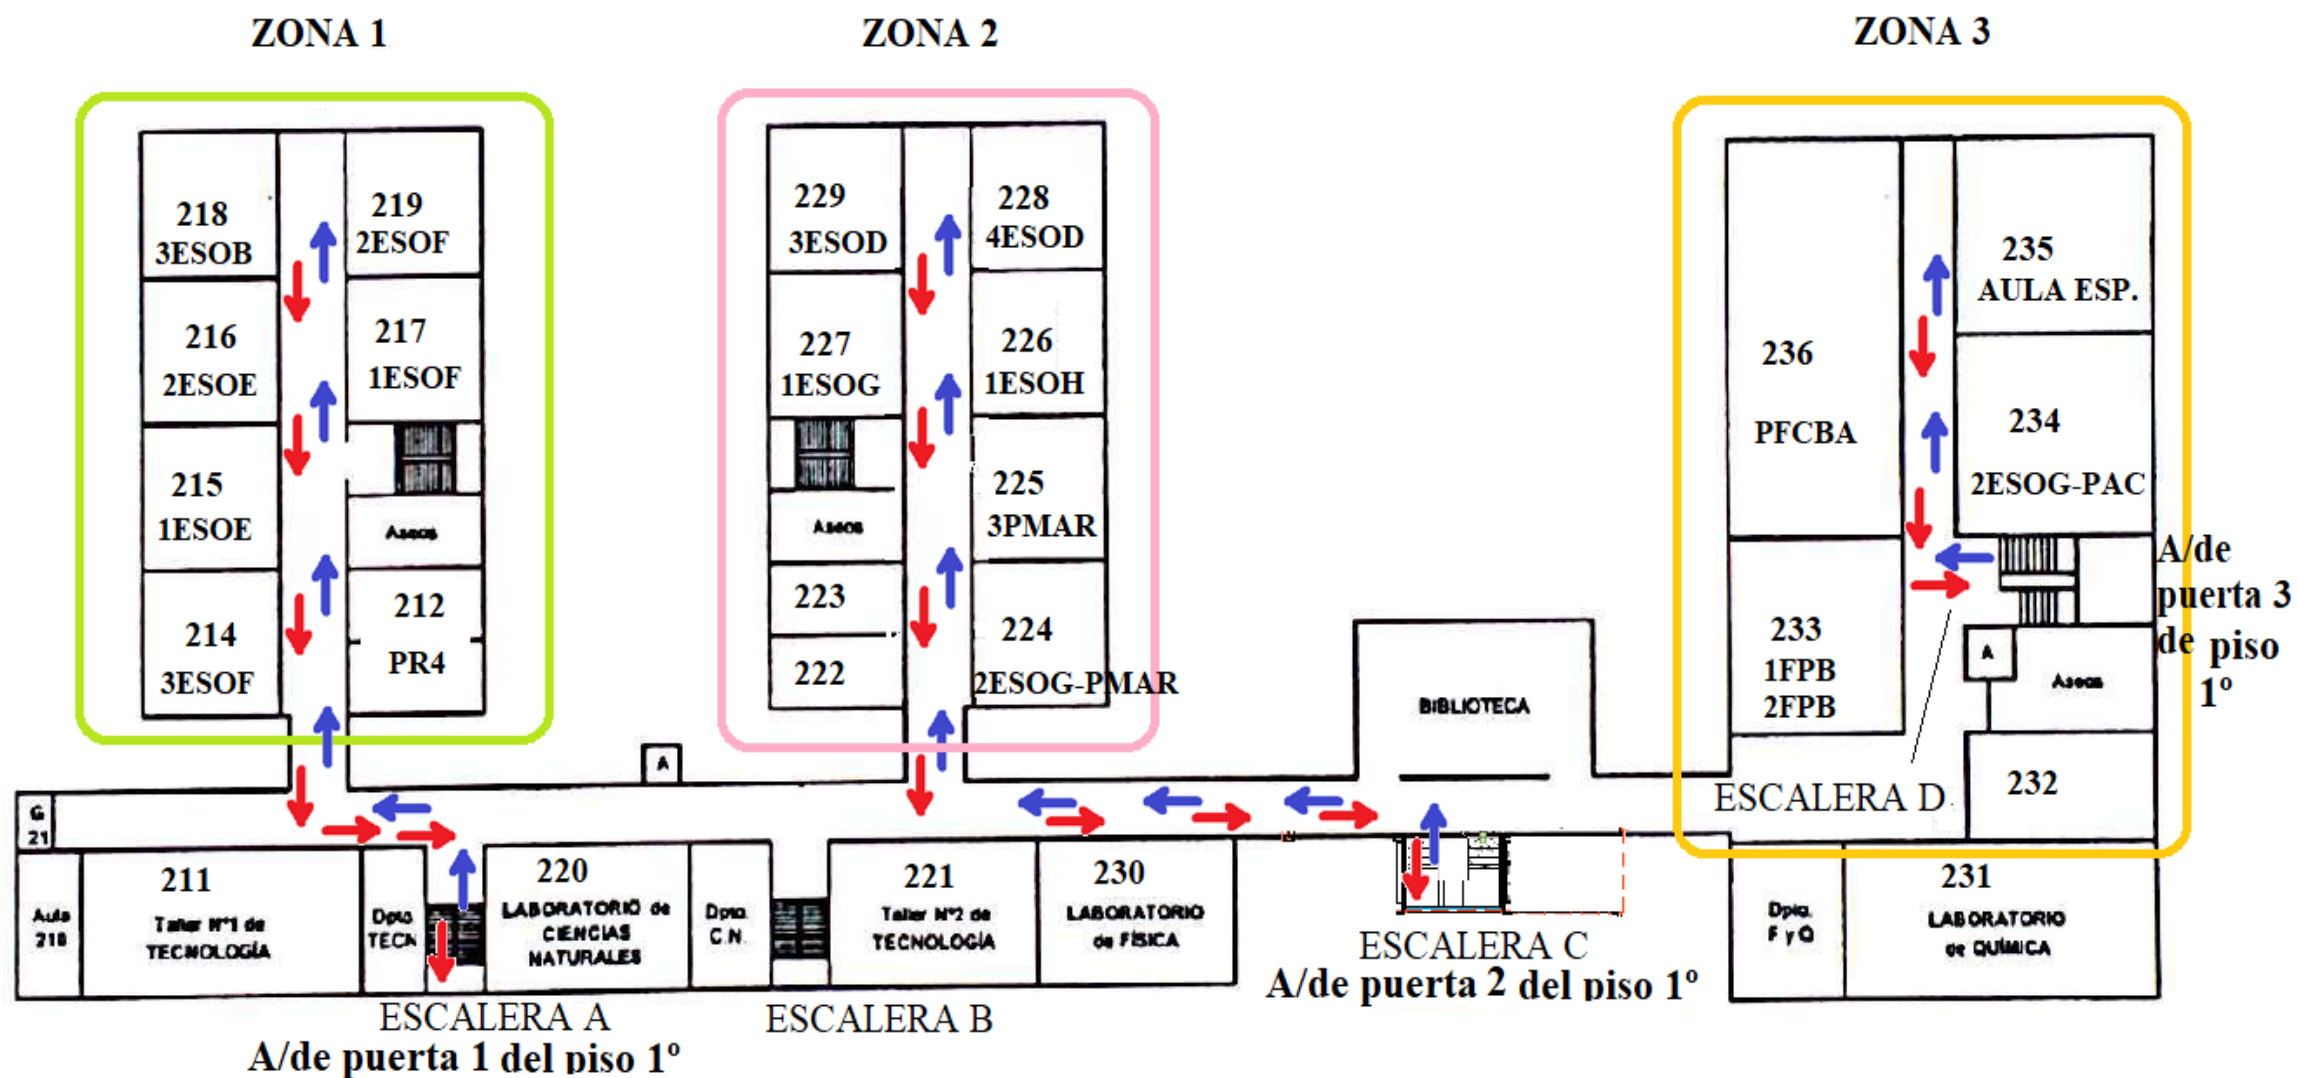 ZONA 1
ZONA 2
ZONA 3
218
3ESOB
219
2ESOF
216
2ESOE
217
1ESOF
215
1ESOE
Aseos
214
3ESOF
212
PR4
229
3ESOD
228
4ESOD
227
1ESOG
226
1ESOH
225
3PMAR
Aseos
223
222
224
2ESOG-PMAR
235
AULA ESP.
236
PFCBA
234
2ESOG-PAC
A/de
puerta 3
de piso
1º
233
1FPB
2FPB
A
Aseos
232
ESCALERA D
BIBLIOTECA
A
G
21
Aula
210
211
Taller Nº1 de
TECNOLOGÍA
Dpto.
TECN
220
LABORATORIO de
CIENCIAS
NATURALES
Dpto.
C.N.
221
Taller Nº2 de
TECNOLOGÍA
230
LABORATORIO
de FÍSICA
Dpto.
F y Q
231
LABORATORIO
de QUÍMICA
ESCALERA A
A/de puerta 1 del piso 1º
ESCALERA B
ESCALERA C
A/de puerta 2 del piso 1º